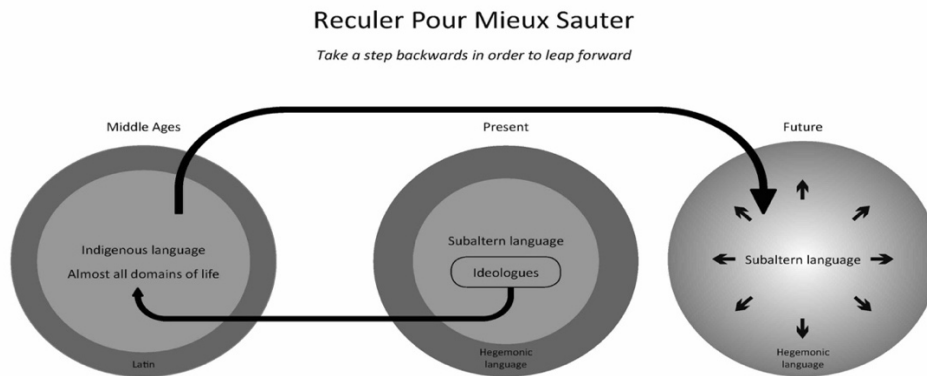 Reculer Pour Mieux Sauter
Take a step backwards in order to leap forward
Middle Ages
Present
Future
Indigenous language
Almost all domains of life
Latin
Subaltern language
Ideologues
Hegemonic
language
Subaltern language
Hegemonic
language